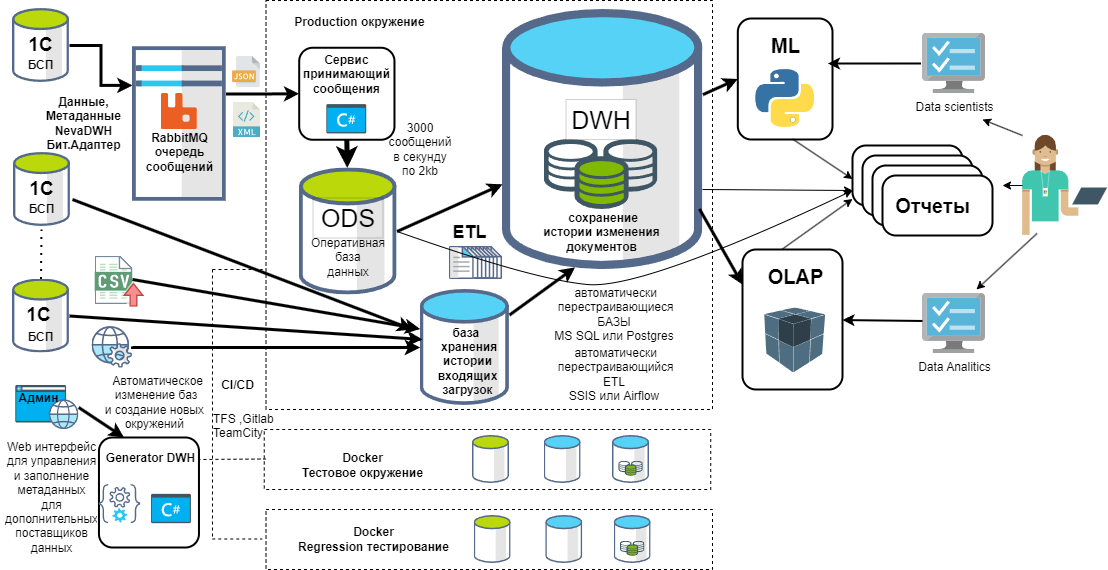 1С
БСП
Данные,
Метаданные
NevaDWH
Бит.Адаптер
1С
БСП
1С
БСП
RabbitMQ
очередь
сообщений
JSON
XML
CSV
Админ
Автоматическое
изменение баз
и создание новых
окружений
Web интерфейс
для управления
и заполнение
метаданных
для
дополнительных
поставщиков
данных
Generator DWH
C#
CI/CD
TFS ,Gitlab
TeamCity
Production окружение
Сервис
принимающий
сообщения
C#
3000
сообщений
в секунду
по 2kb
ODS
Оперативная
база
данных
ETL
база
хранения
истории
входящих
загрузок
DWH
сохранение
истории изменения
документов
автоматически
перестраивающиеся
БАЗЫ
MS SQL или Postgres
автоматически
перестраивающийся
ETL
SSIS или Airflow
Docker
Тестовое окружение
Docker
Regression тестирование
ML
OLAP
Data scientists
Отчеты
Data Analitics